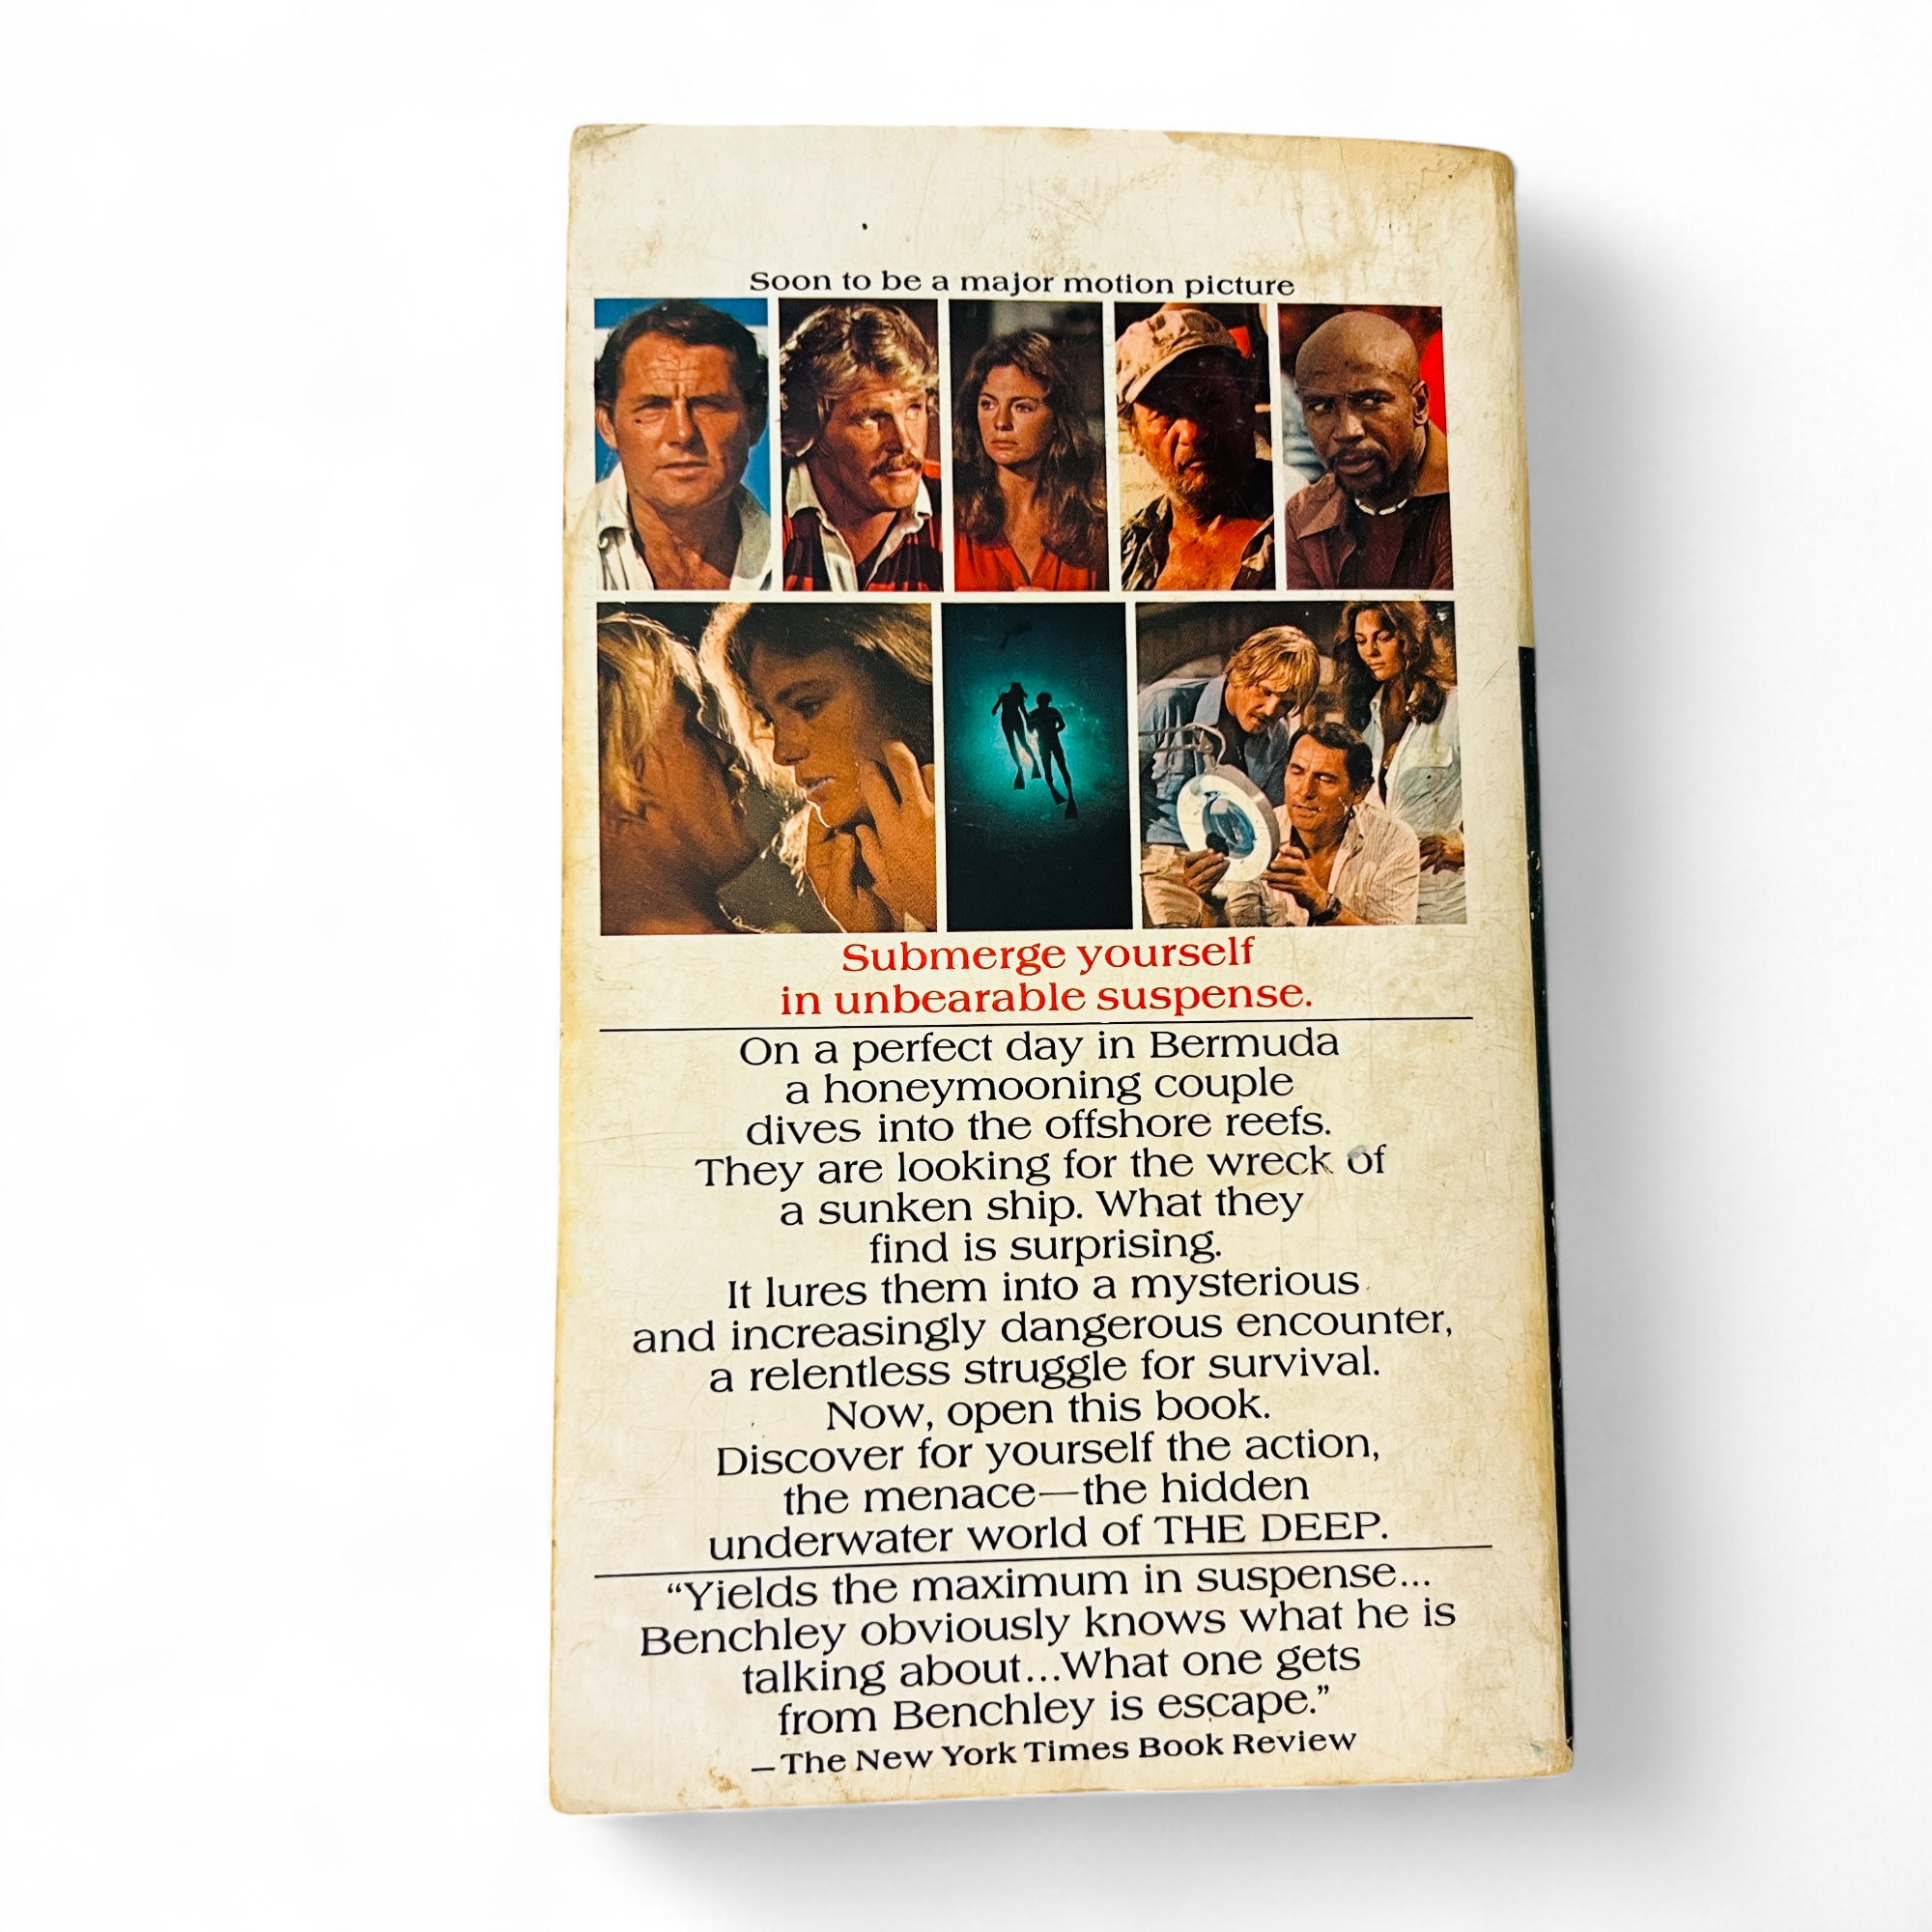 Soon to be a major motion picture
Submerge yourself
in unbearable suspense.
On a perfect day in Bermuda
a honeymooning couple
dives into the offshore reefs.
They are looking for the wreck of
a sunken ship. What they
find is surprising.
It lures them into a mysterious
and increasingly dangerous encounter,
a relentless struggle for survival.
Now, open this book.
Discover for yourself the action,
the menace—the hidden
underwater world of THE DEEP.
“Yields the maximum in suspense...
Benchley obviously knows what he is
talking about...What one gets
from Benchley is escape.”
—The New York Times Book Review